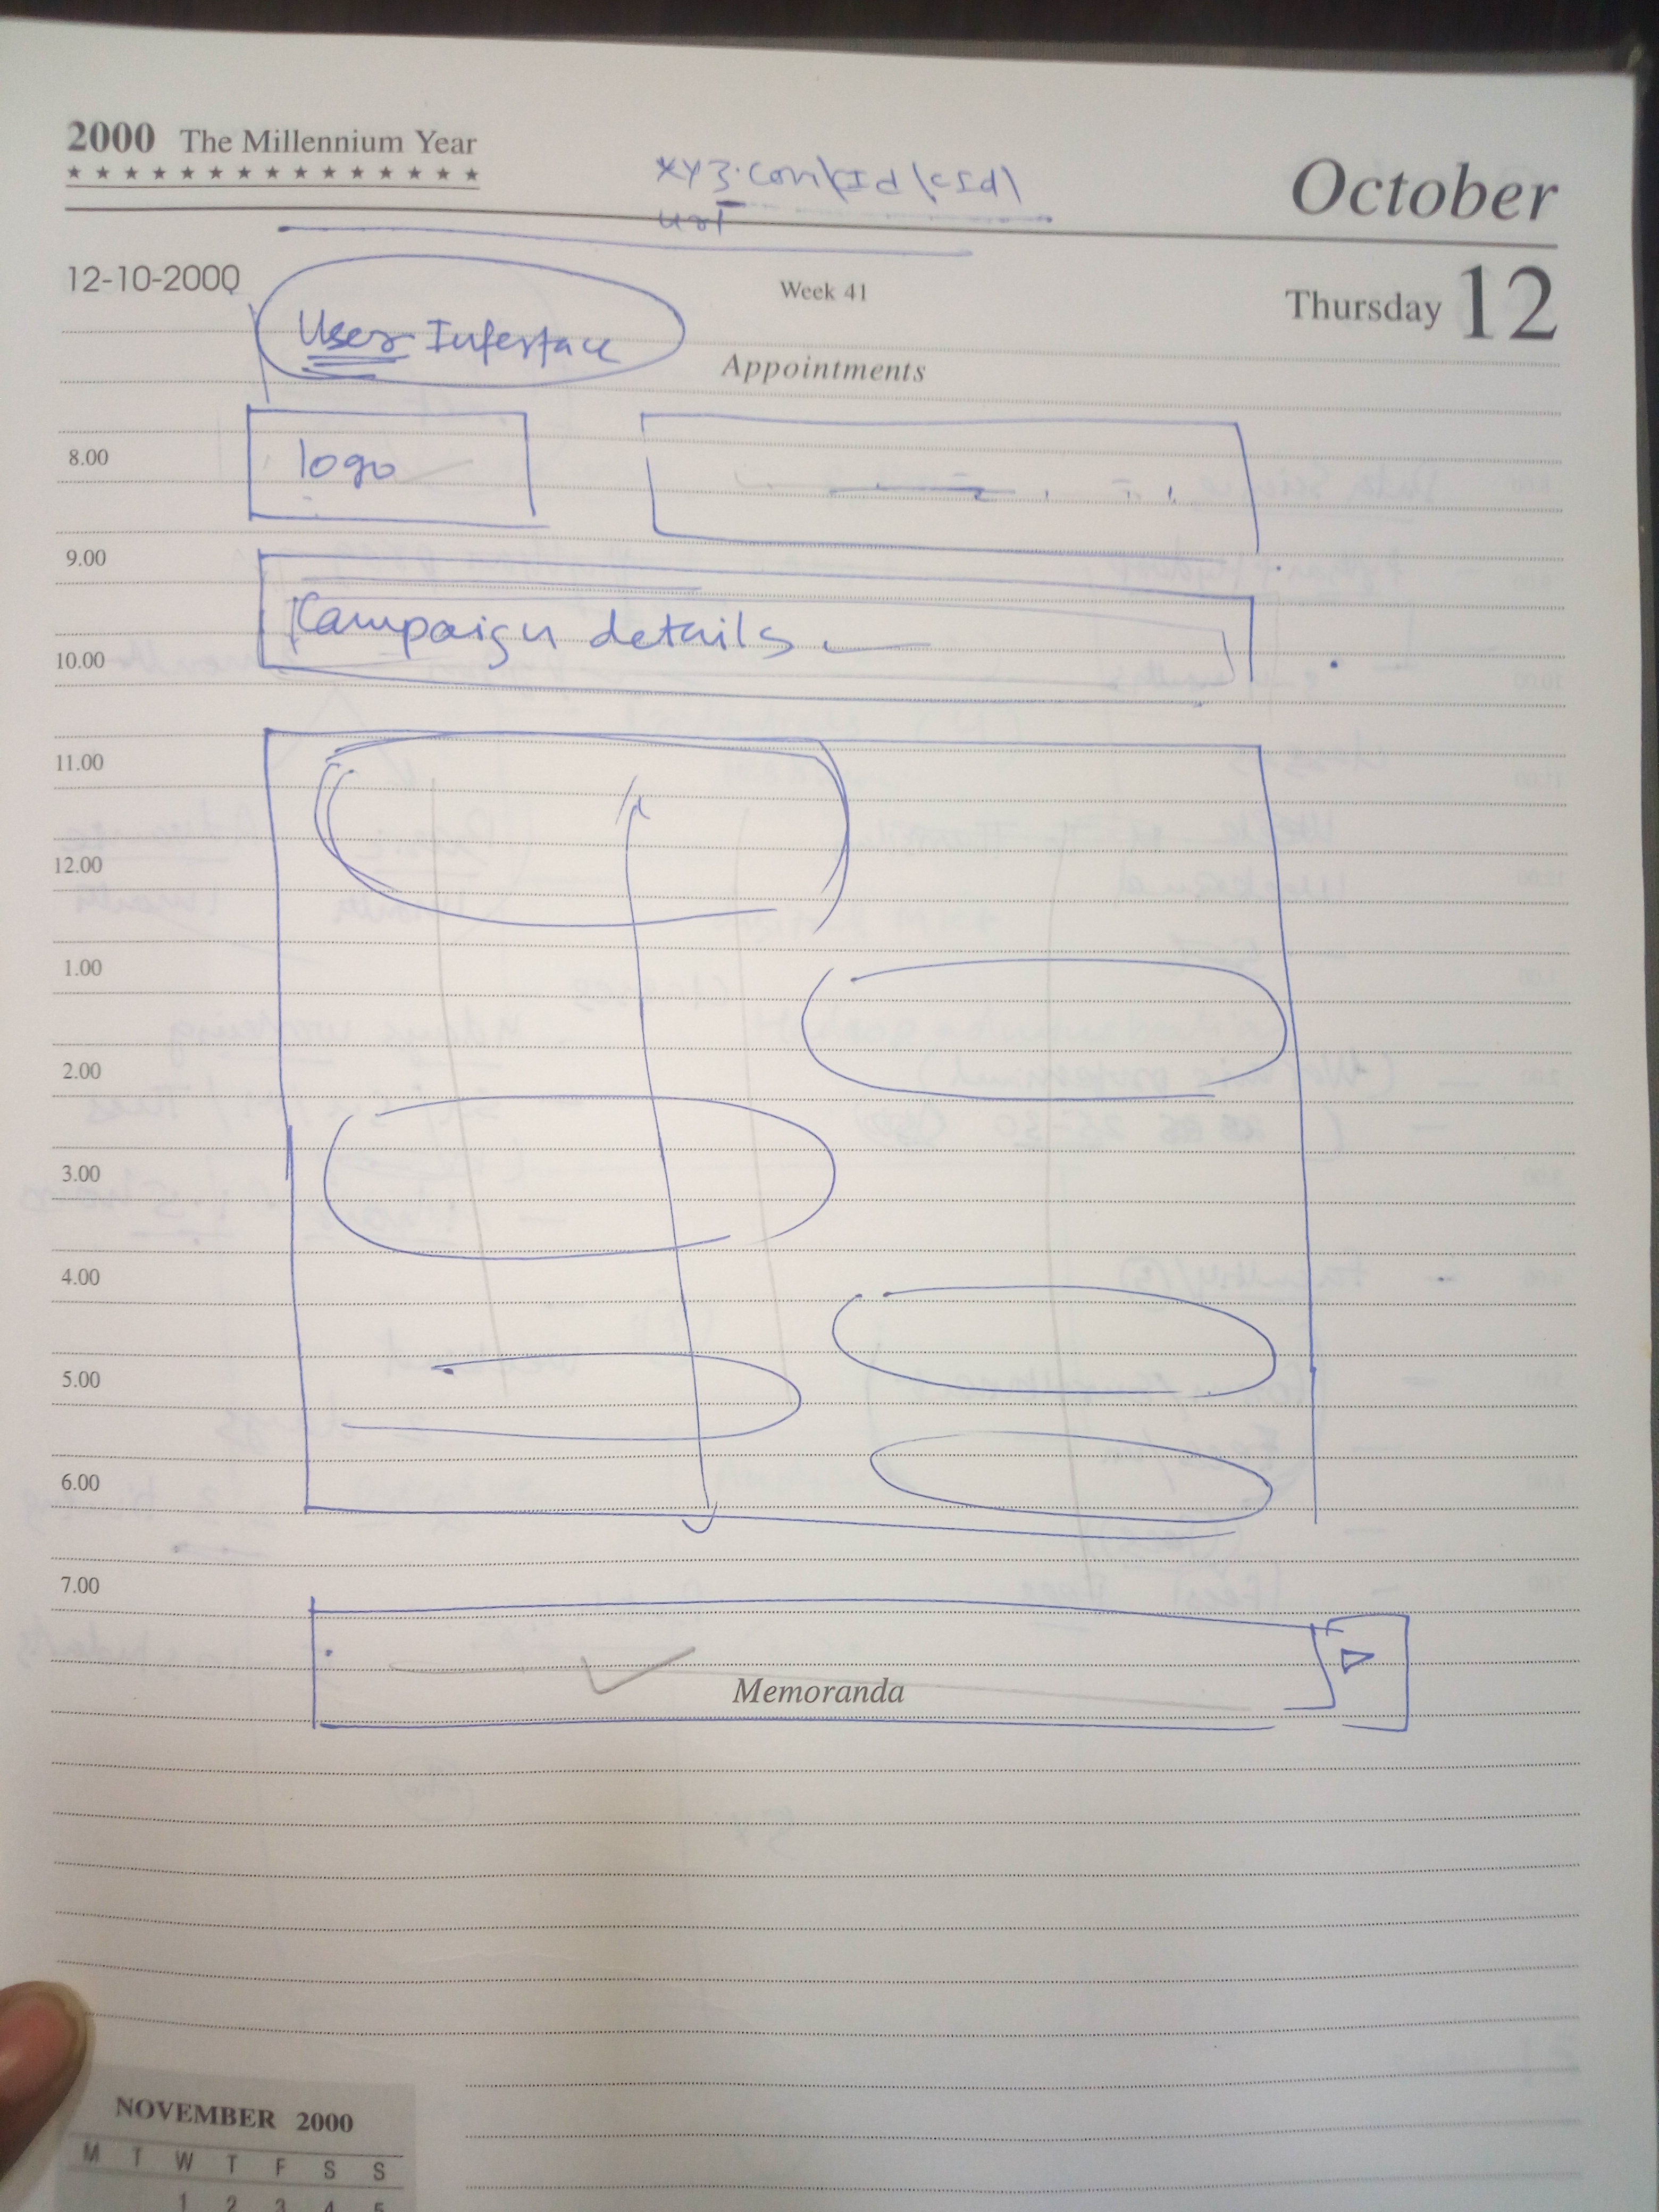 2000 The Millennium Year
★ ★ ★ ★ ★ ★ ★ ★ ★ ★ ★ ★ ★ ★ ★
xyz.com\cId\csd\
url
October
12-10-2000
Week 41
Thursday 12
User Interface
Appointments
8.00
logo
9.00
Campaign details
10.00
11.00
12.00
1.00
2.00
3.00
4.00
5.00
6.00
7.00
Memoranda
NOVEMBER 2000
M T W T F S S
1 2 3 4 5